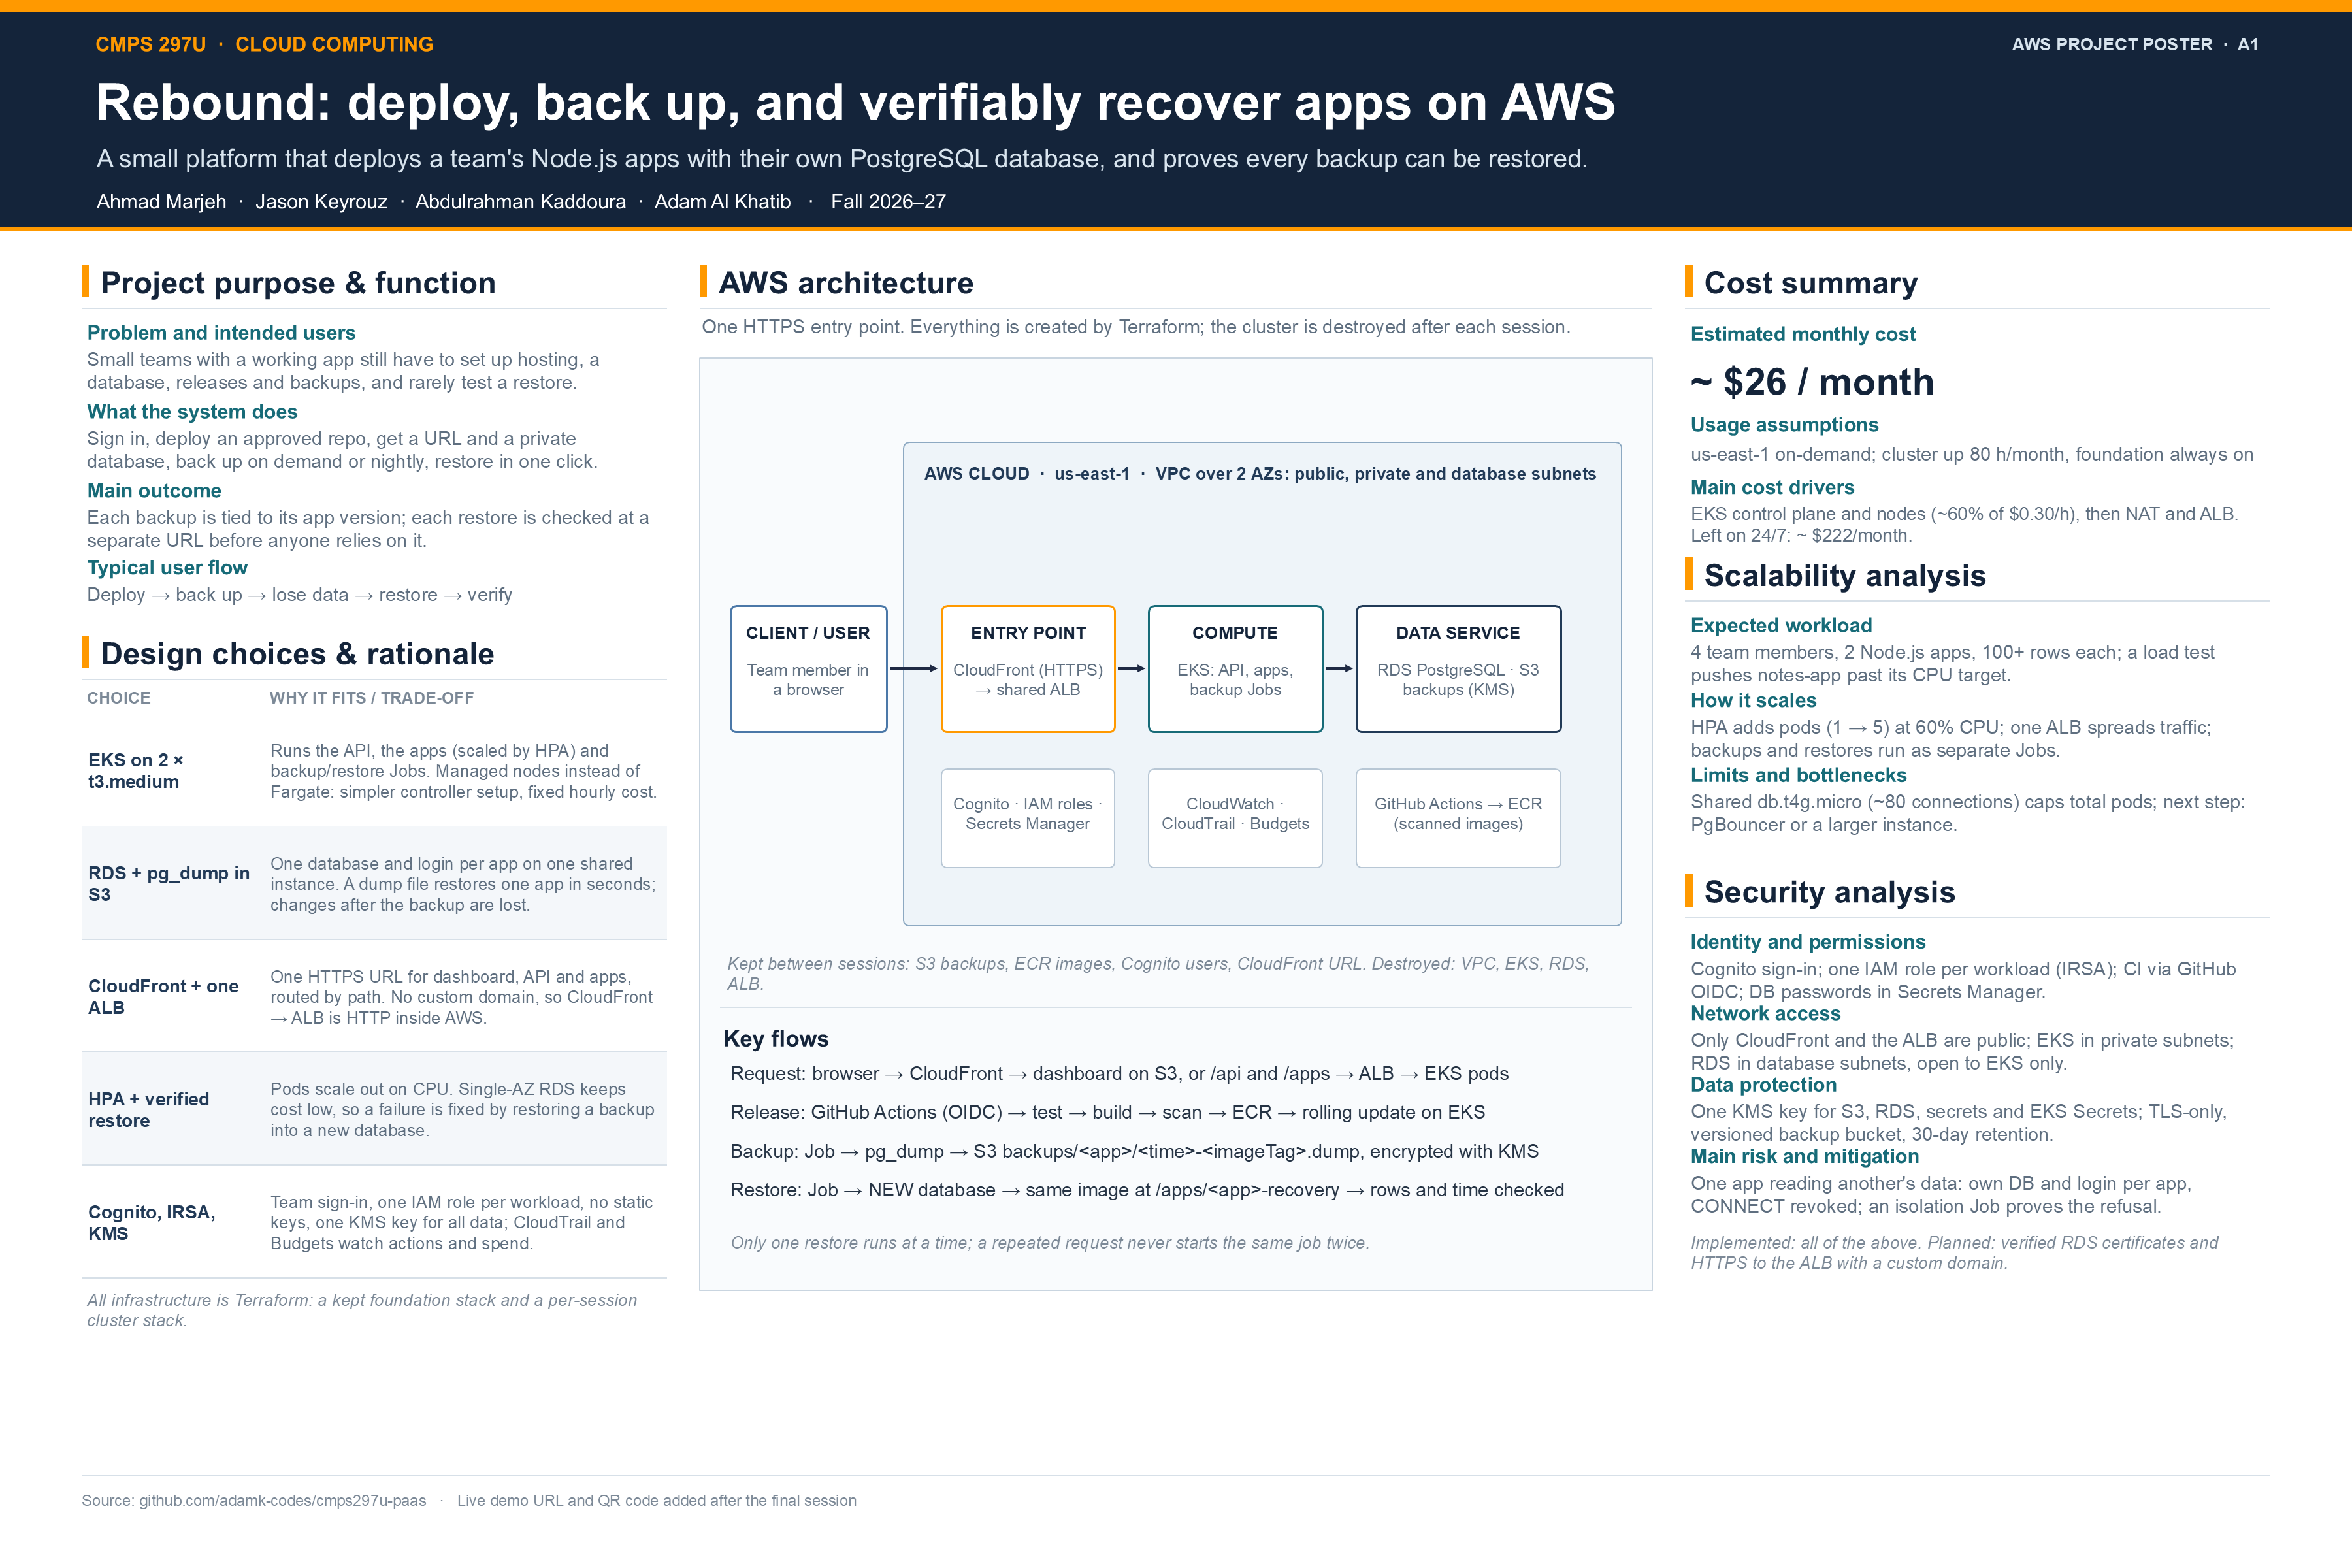 CMPS 297U · CLOUD COMPUTING
AWS PROJECT POSTER · A1
Rebound: deploy, back up, and verifiably recover apps on AWS
A small platform that deploys a team's Node.js apps with their own PostgreSQL database, and proves every backup can be restored.
Ahmad Marjeh · Jason Keyrouz · Abdulrahman Kaddoura · Adam Al Khatib · Fall 2026–27
Project purpose & function
Problem and intended users
Small teams with a working app still have to set up hosting, a
database, releases and backups, and rarely test a restore.
What the system does
Sign in, deploy an approved repo, get a URL and a private
database, back up on demand or nightly, restore in one click.
Main outcome
Each backup is tied to its app version; each restore is checked at a
separate URL before anyone relies on it.
Typical user flow
Deploy → back up → lose data → restore → verify
Design choices & rationale
CHOICE WHY IT FITS / TRADE-OFF
EKS on 2 ×
t3.medium
Runs the API, the apps (scaled by HPA) and
backup/restore Jobs. Managed nodes instead of
Fargate: simpler controller setup, fixed hourly cost.
RDS + pg_dump in
S3
One database and login per app on one shared
instance. A dump file restores one app in seconds;
changes after the backup are lost.
CloudFront + one
ALB
One HTTPS URL for dashboard, API and apps,
routed by path. No custom domain, so CloudFront
→ ALB is HTTP inside AWS.
HPA + verified
restore
Pods scale out on CPU. Single-AZ RDS keeps
cost low, so a failure is fixed by restoring a backup
into a new database.
Cognito, IRSA,
KMS
Team sign-in, one IAM role per workload, no static
keys, one KMS key for all data; CloudTrail and
Budgets watch actions and spend.
All infrastructure is Terraform: a kept foundation stack and a per-session
cluster stack.
AWS architecture
One HTTPS entry point. Everything is created by Terraform; the cluster is destroyed after each session.
AWS CLOUD · us-east-1 · VPC over 2 AZs: public, private and database subnets
CLIENT / USER
Team member in
a browser
ENTRY POINT
CloudFront (HTTPS)
→ shared ALB
COMPUTE
EKS: API, apps,
backup Jobs
DATA SERVICE
RDS PostgreSQL · S3
backups (KMS)
Cognito · IAM roles ·
Secrets Manager
CloudWatch ·
CloudTrail · Budgets
GitHub Actions → ECR
(scanned images)
Kept between sessions: S3 backups, ECR images, Cognito users, CloudFront URL. Destroyed: VPC, EKS, RDS,
ALB.
Key flows
Request: browser → CloudFront → dashboard on S3, or /api and /apps → ALB → EKS pods
Release: GitHub Actions (OIDC) → test → build → scan → ECR → rolling update on EKS
Backup: Job → pg_dump → S3 backups/<app>/<time>-<imageTag>.dump, encrypted with KMS
Restore: Job → NEW database → same image at /apps/<app>-recovery → rows and time checked
Only one restore runs at a time; a repeated request never starts the same job twice.
Cost summary
Estimated monthly cost
~ $26 / month
Usage assumptions
us-east-1 on-demand; cluster up 80 h/month, foundation always on
Main cost drivers
EKS control plane and nodes (~60% of $0.30/h), then NAT and ALB.
Left on 24/7: ~ $222/month.
Scalability analysis
Expected workload
4 team members, 2 Node.js apps, 100+ rows each; a load test
pushes notes-app past its CPU target.
How it scales
HPA adds pods (1 → 5) at 60% CPU; one ALB spreads traffic;
backups and restores run as separate Jobs.
Limits and bottlenecks
Shared db.t4g.micro (~80 connections) caps total pods; next step:
PgBouncer or a larger instance.
Security analysis
Identity and permissions
Cognito sign-in; one IAM role per workload (IRSA); CI via GitHub
OIDC; DB passwords in Secrets Manager.
Network access
Only CloudFront and the ALB are public; EKS in private subnets;
RDS in database subnets, open to EKS only.
Data protection
One KMS key for S3, RDS, secrets and EKS Secrets; TLS-only,
versioned backup bucket, 30-day retention.
Main risk and mitigation
One app reading another's data: own DB and login per app,
CONNECT revoked; an isolation Job proves the refusal.
Implemented: all of the above. Planned: verified RDS certificates and
HTTPS to the ALB with a custom domain.
Source: github.com/adamk-codes/cmps297u-paas · Live demo URL and QR code added after the final session